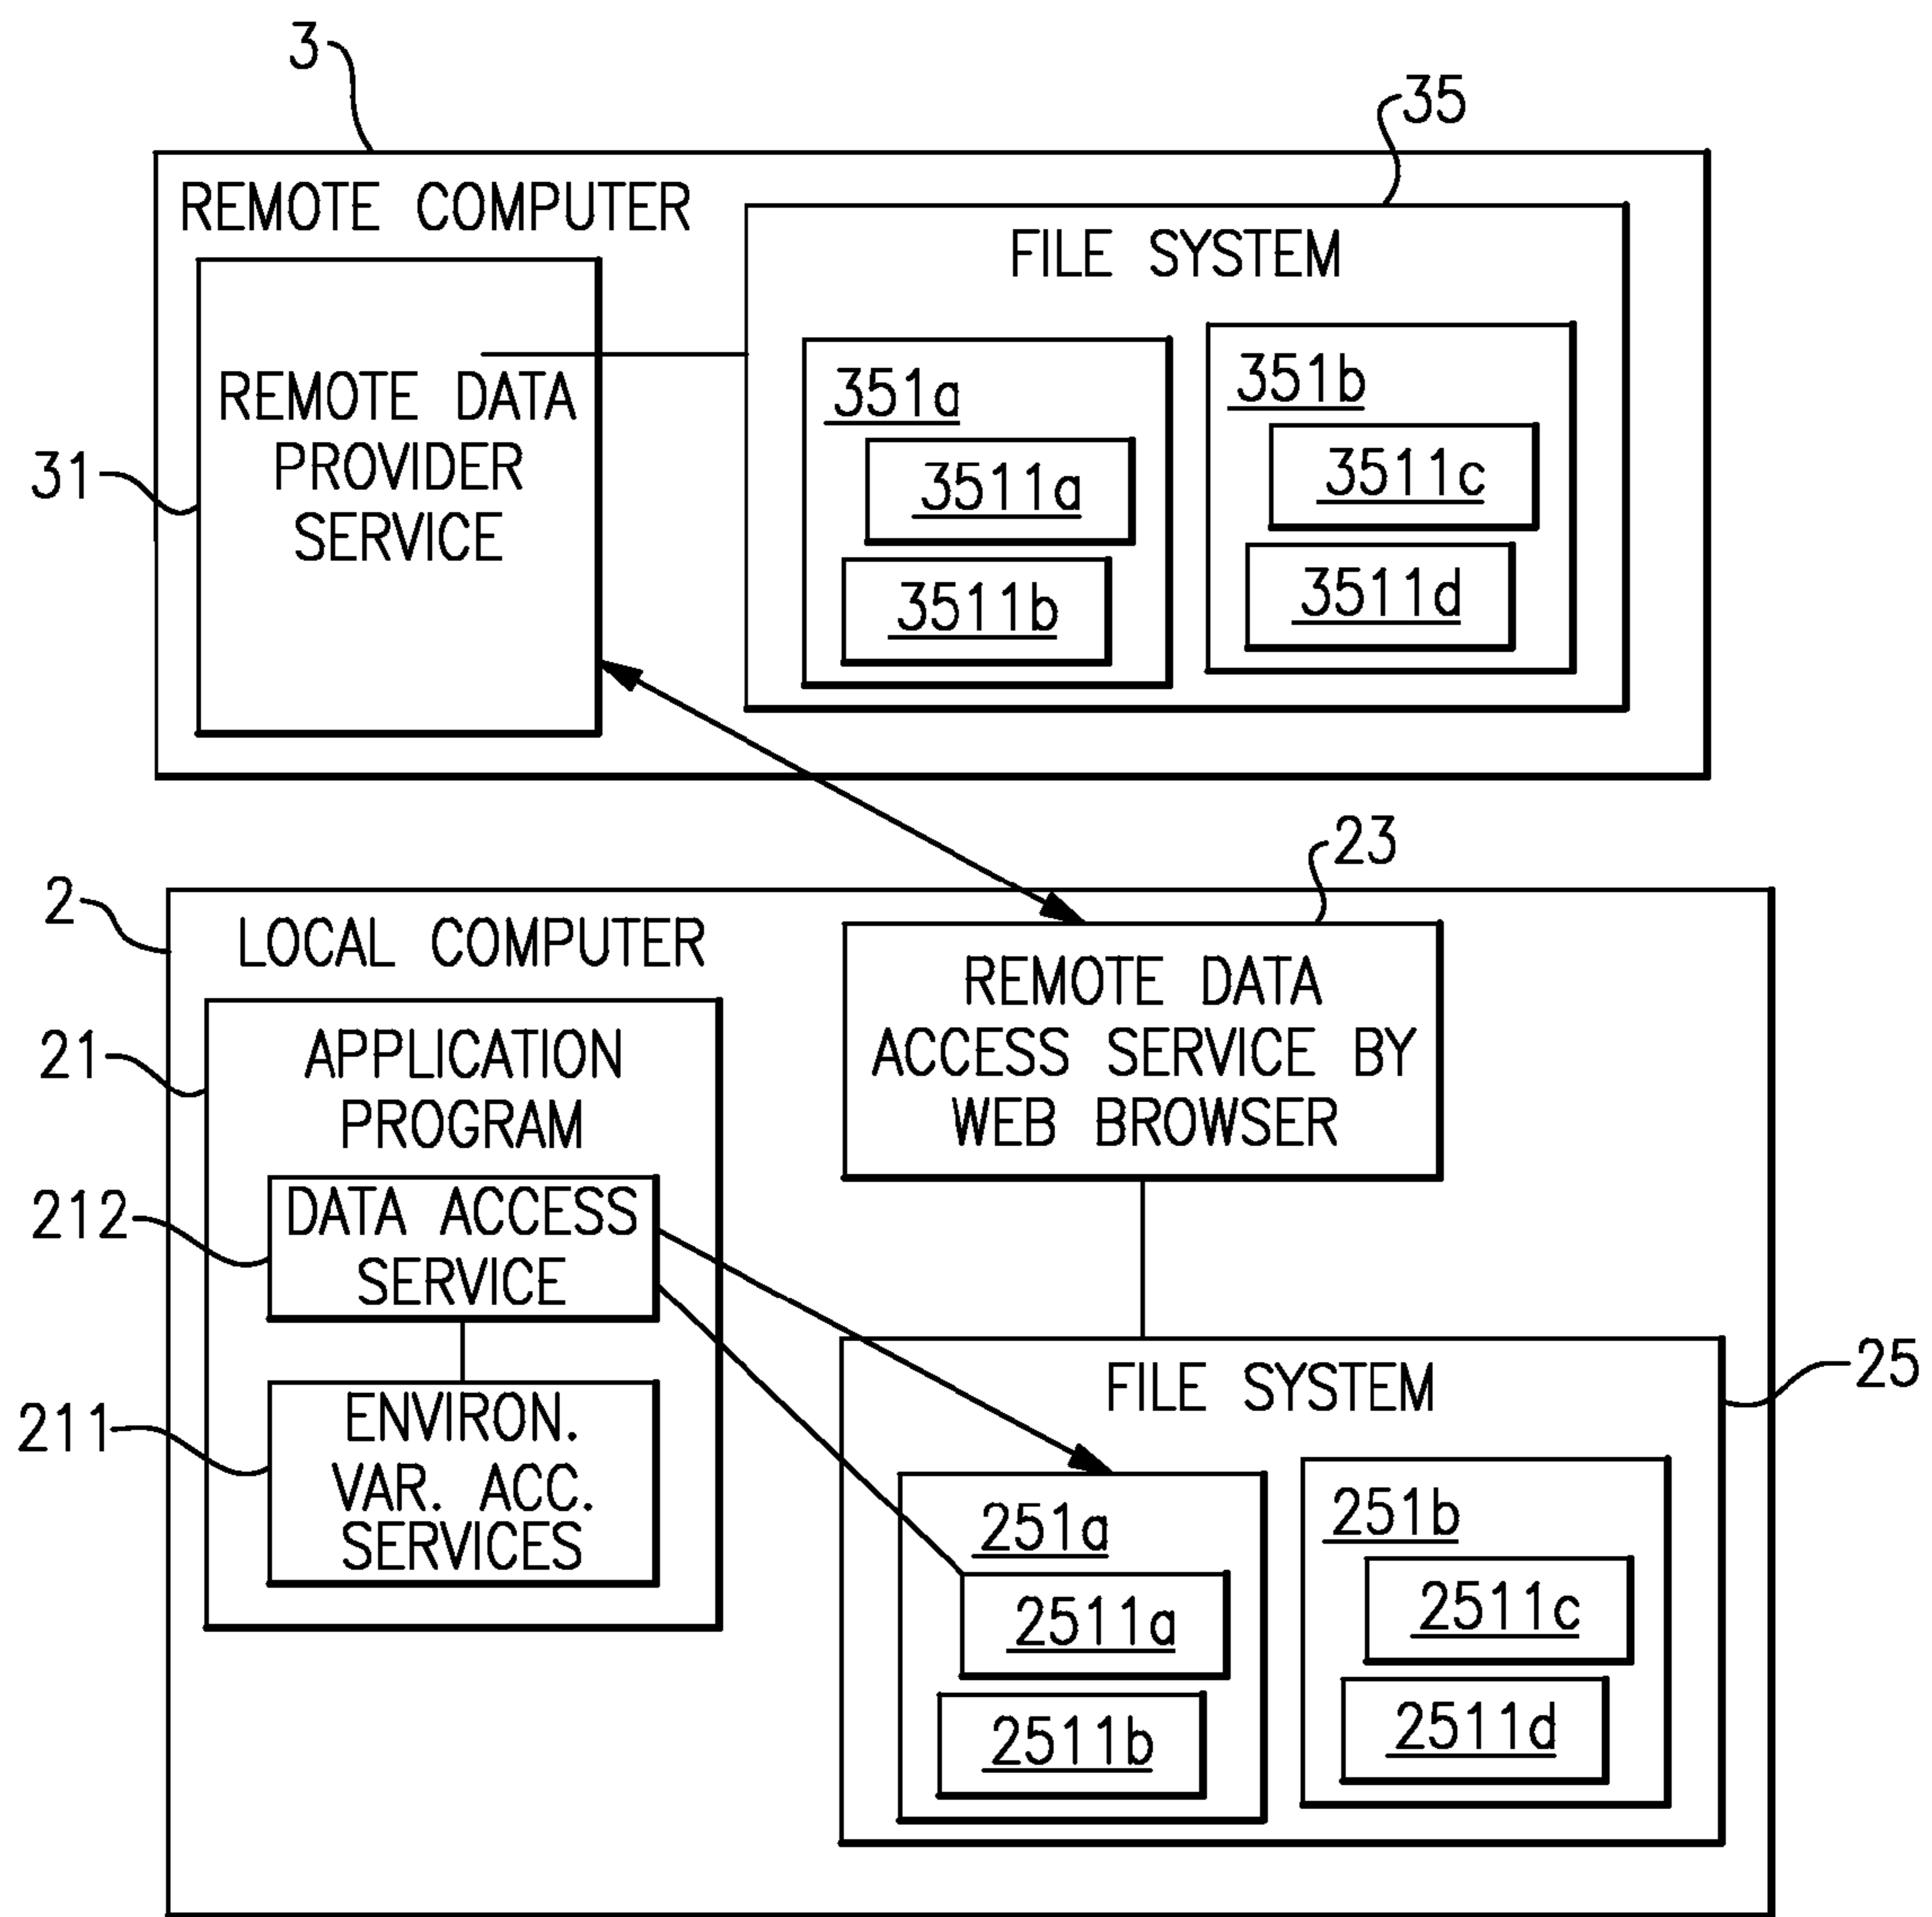 3
35
REMOTE COMPUTER
FILE SYSTEM
31
REMOTE DATA
PROVIDER
SERVICE
351a
3511a
3511b
351b
3511c
3511d
23
2
LOCAL COMPUTER
REMOTE DATA
ACCESS SERVICE BY
WEB BROWSER
21
APPLICATION
PROGRAM
212
DATA ACCESS
SERVICE
211
ENVIRON.
VAR. ACC.
SERVICES
25
FILE SYSTEM
251a
2511a
2511b
251b
2511c
2511d